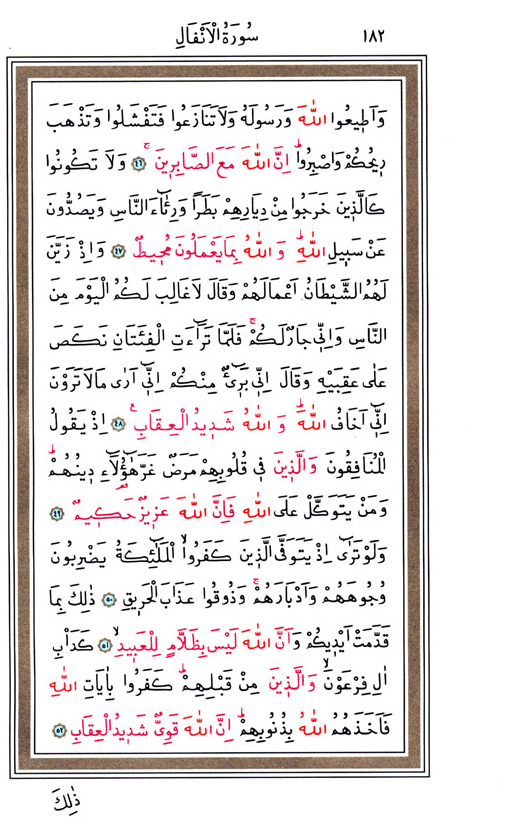 ١٨٢ سُورَةُ الْاَنْفَالِ
وَاَطٖيعُوا اللّٰهَ وَرَسُولَهُ وَلَا تَنَازَعُوا فَتَفْشَلُوا وَتَذْهَبَ
رٖيحُكُمْ وَاصْبِرُواۜ اِنَّ اللّٰهَ مَعَ الصَّابِرٖينَۚ ﴿٤٦﴾ وَلَا تَكُونُوا
كَالَّذٖينَ خَرَجُوا مِنْ دِيَارِهِمْ بَطَرًا وَرِئَٓاءَ النَّاسِ وَيَصُدُّونَ
عَنْ سَبٖيلِ اللّٰهِۜ وَاللّٰهُ بِمَا يَعْمَلُونَ مُحٖيطٌ ﴿٤٧﴾ وَاِذْ زَيَّنَ
لَهُمُ الشَّيْطَانُ اَعْمَالَهُمْ وَقَالَ لَا غَالِبَ لَكُمُ الْيَوْمَ مِنَ
النَّاسِ وَاِنّٖي جَارٌ لَكُمْۚ فَلَمَّا تَرَٓاءَتِ الْفِئَتَانِ نَكَصَ
عَلٰى عَقِبَيْهِ وَقَالَ اِنّٖي بَرٖٓيءٌ مِنْكُمْ اِنّٖٓي اَرٰى مَا لَا تَرَوْنَ
اِنّٖٓي اَخَافُ اللّٰهَۜ وَاللّٰهُ شَدٖيدُ الْعِقَابِۚ ﴿٤٨﴾ اِذْ يَقُولُ
الْمُنَافِقُونَ وَالَّذٖينَ فٖي قُلُوبِهِمْ مَرَضٌ غَرَّ هٰٓؤُ۬لَٓاءِ دٖينُهُمْۜ
وَمَنْ يَتَوَكَّلْ عَلَى اللّٰهِ فَاِنَّ اللّٰهَ عَزٖيزٌ حَكٖيمٌ ﴿٤٩﴾
وَلَوْ تَرٰٓى اِذْ يَتَوَفَّى الَّذٖينَ كَفَرُواۙ الْمَلٰٓئِكَةُ يَضْرِبُونَ
وُجُوهَهُمْ وَاَدْبَارَهُمْۚ وَذُوقُوا عَذَابَ الْحَرٖيقِ ﴿٥٠﴾ ذٰلِكَ بِمَا
قَدَّمَتْ اَيْدٖيكُمْ وَاَنَّ اللّٰهَ لَيْسَ بِظَلَّامٍ لِلْعَبٖيدِۙ ﴿٥١﴾ كَدَأْبِ
اٰلِ فِرْعَوْنَۙ وَالَّذٖينَ مِنْ قَبْلِهِمْۜ كَفَرُوا بِاٰيَاتِ اللّٰهِ
فَاَخَذَهُمُ اللّٰهُ بِذُنُوبِهِمْۜ اِنَّ اللّٰهَ قَوِيٌّ شَدٖيدُ الْعِقَابِ ﴿٥٢﴾
ذٰلِكَ